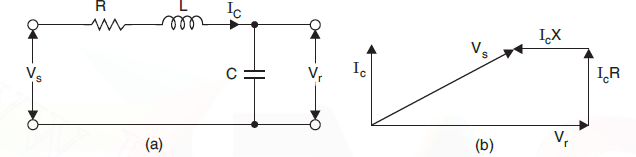 R L I_C
V_s C V_r
(a)
I_c V_s I_cX I_cR
V_r
(b)